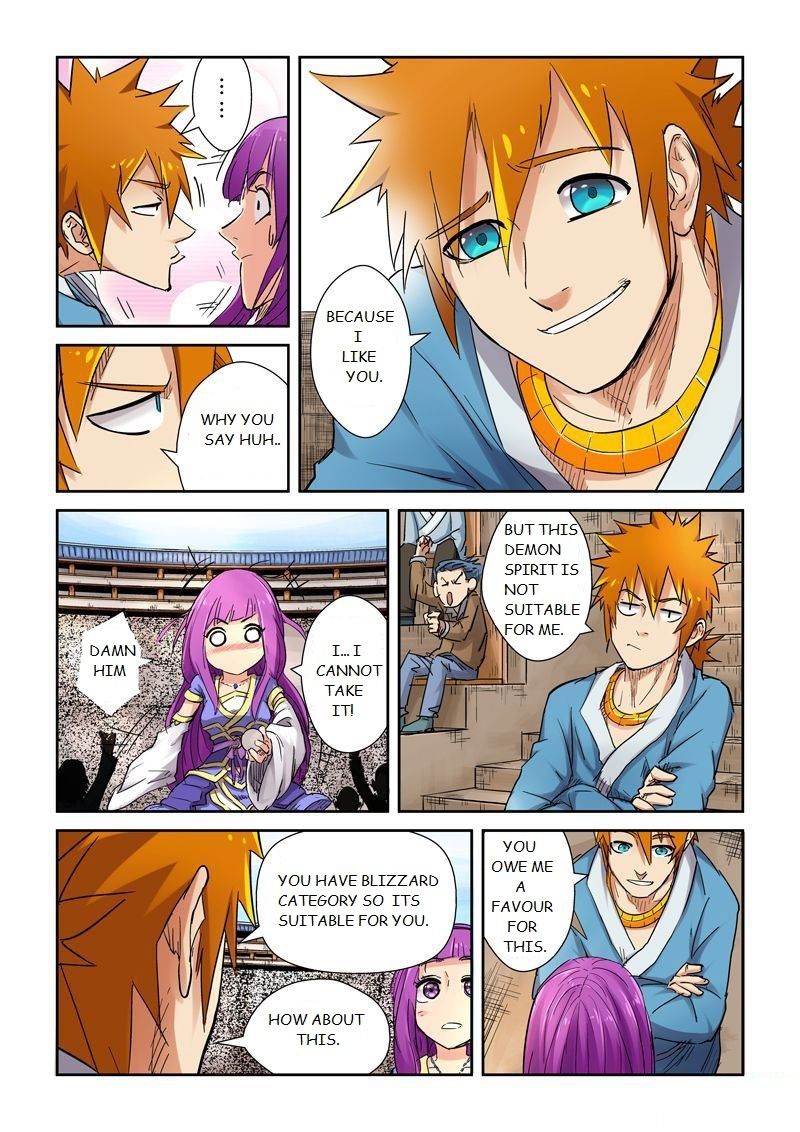 ......
BECAUSE
I
LIKE
YOU.
WHY YOU
SAY HUH..
DAMN
HIM
I... I
CANNOT
TAKE
IT!
BUT THIS
DEMON
SPIRIT IS
NOT
SUITABLE
FOR ME.
YOU HAVE BLIZZARD
CATEGORY SO ITS
SUITABLE FOR YOU.
HOW ABOUT
THIS.
YOU
OWE ME
A
FAVOUR
FOR
THIS.